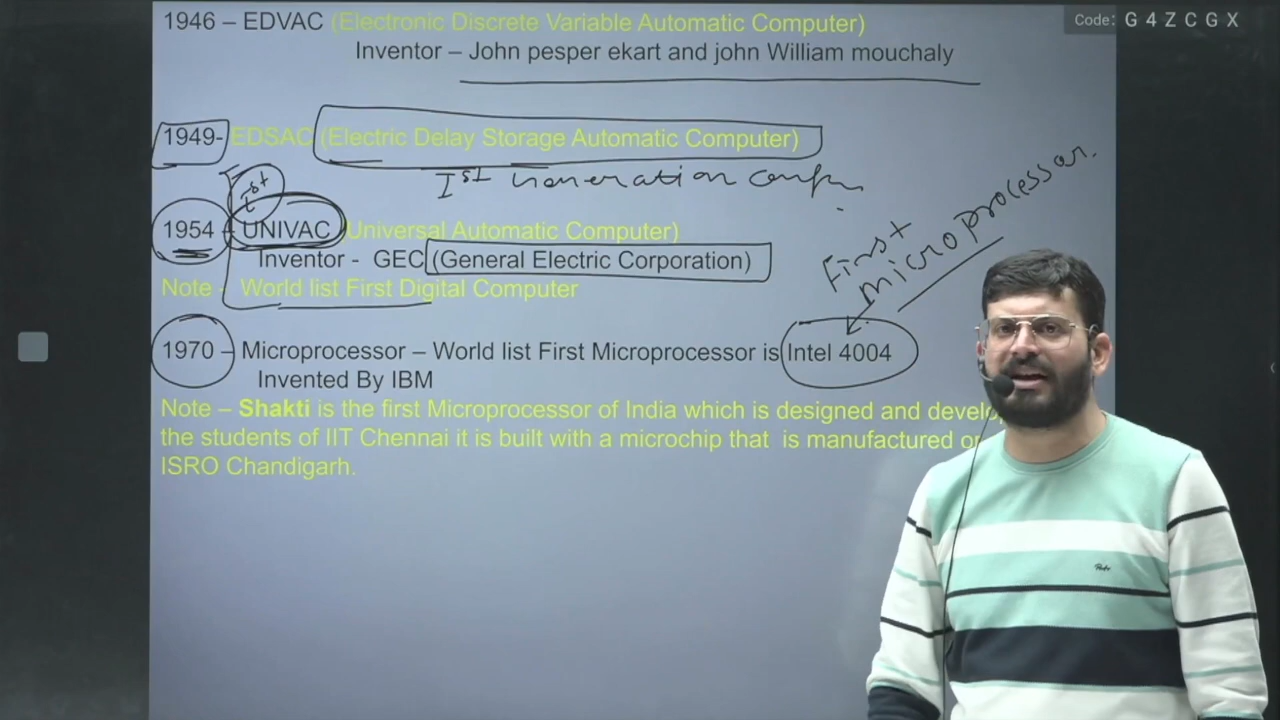 Code: G 4 Z C G X
1946 – EDVAC (Electronic Discrete Variable Automatic Computer)
Inventor – John pesper ekart and john William mouchaly
1949- EDSAC (Electric Delay Storage Automatic Computer)
Ist Generation
1954 – UNIVAC (Universal Automatic Computer)
Inventor - GEC (General Electric Corporation)
Note - World list First Digital Computer
First
microprocessor.
1970 – Microprocessor – World list First Microprocessor is Intel 4004
Invented By IBM
Note – Shakti is the first Microprocessor of India which is designed and develo
the students of IIT Chennai it is built with a microchip that is manufactured
ISRO Chandigarh.